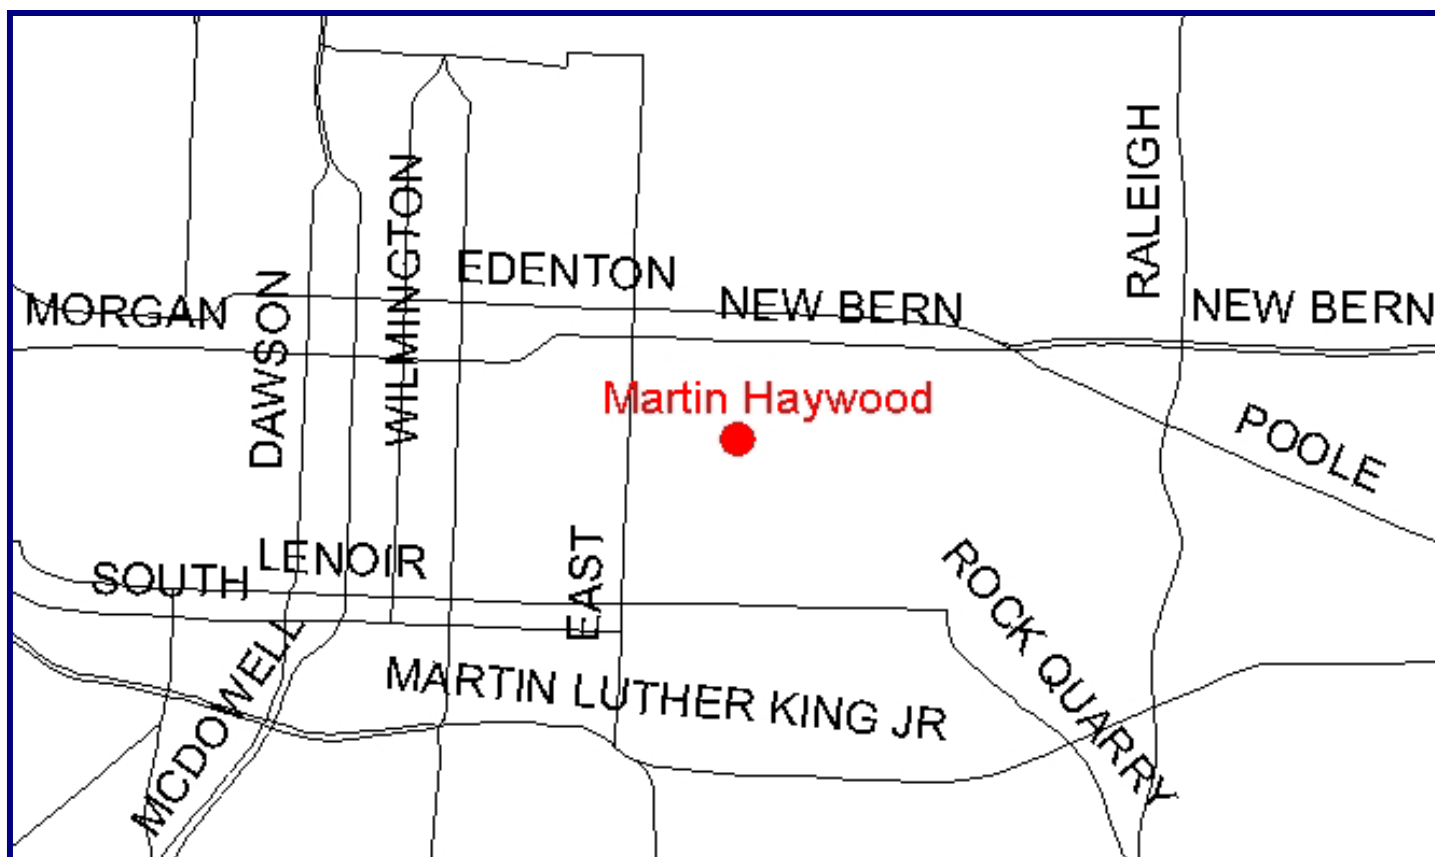 RALEIGH
WILMINGTON
EDENTON
MORGAN
DAWSON
NEW BERN
NEW BERN
Martin Haywood
POOLE
LENOIR
SOUTH
EAST
ROCK QUARRY
MCDOWELL
MARTIN LUTHER KING JR